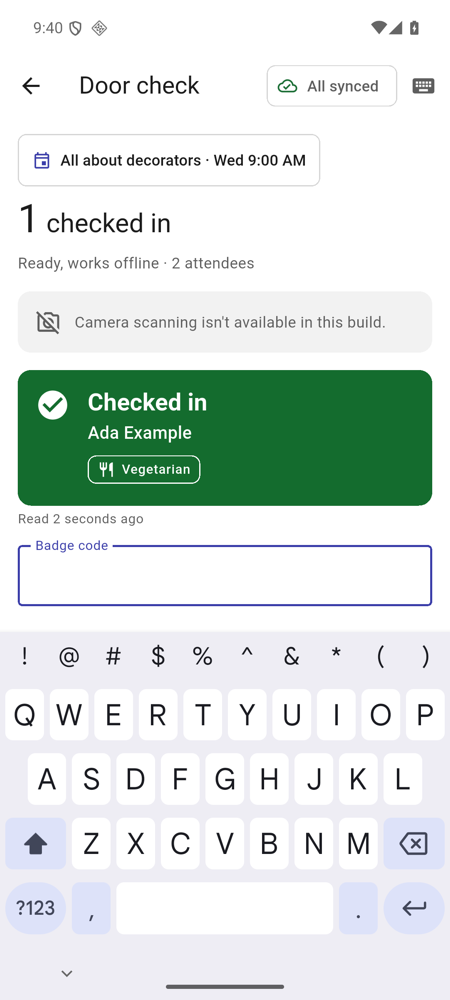 9:40
Door check
All synced
All about decorators · Wed 9:00 AM
1 checked in
Ready, works offline · 2 attendees
Camera scanning isn't available in this build.
Checked in
Ada Example
Vegetarian
Read 2 seconds ago
Badge code
! @ # $ % ^ & * ( )
Q W E R T Y U I O P
A S D F G H J K L
Z X C V B N M
?123 , .